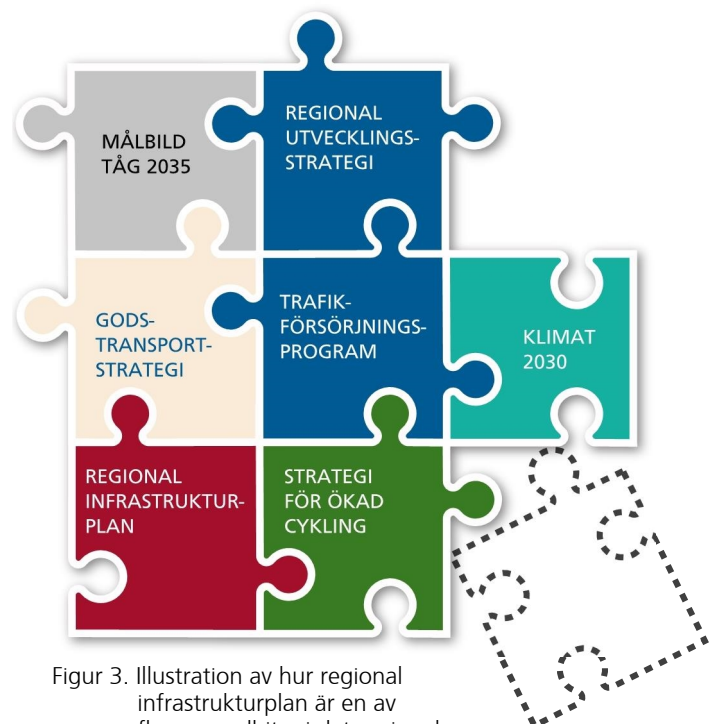 MÅLBILD
TÅG 2035
REGIONAL
UTVECKLINGS-
STRATEGI
GODS-
TRANSPORT-
STRATEGI
TRAFIK-
FÖRSÖRJNINGS-
PROGRAM
KLIMAT
2030
REGIONAL
INFRASTRUKTUR-
PLAN
STRATEGI
FÖR ÖKAD
CYKLING
Figur 3. Illustration av hur regional
infrastrukturplan är en av